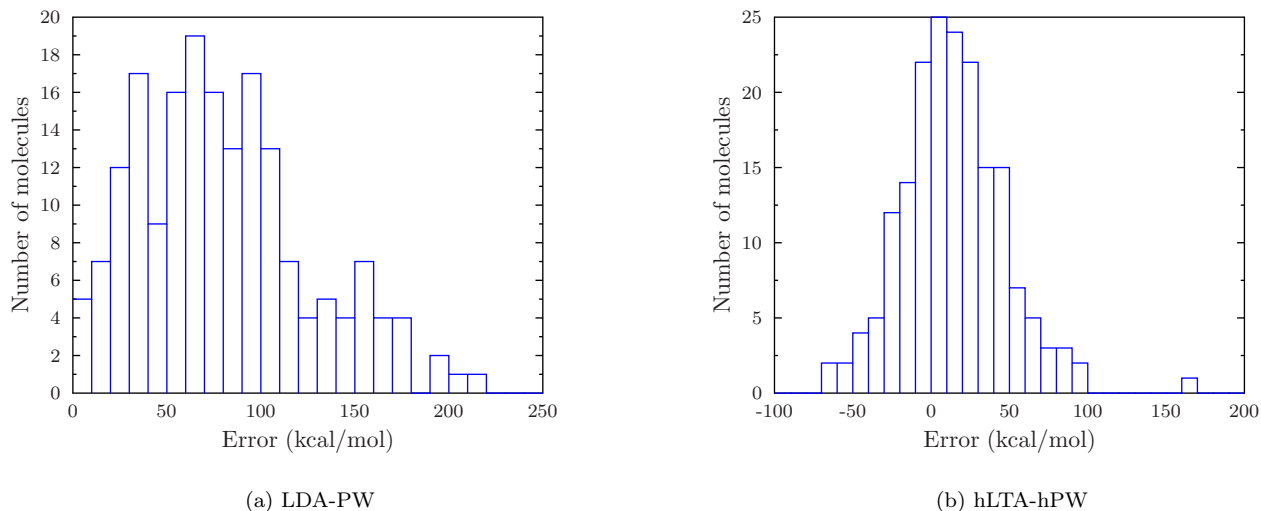 Number of molecules
20
18
16
14
12
10
8
6
4
2
0
0 50 100 150 200 250
Error (kcal/mol)
(a) LDA-PW
Number of molecules
25
20
15
10
5
0
-100 -50 0 50 100 150 200
Error (kcal/mol)
(b) hLTA-hPW